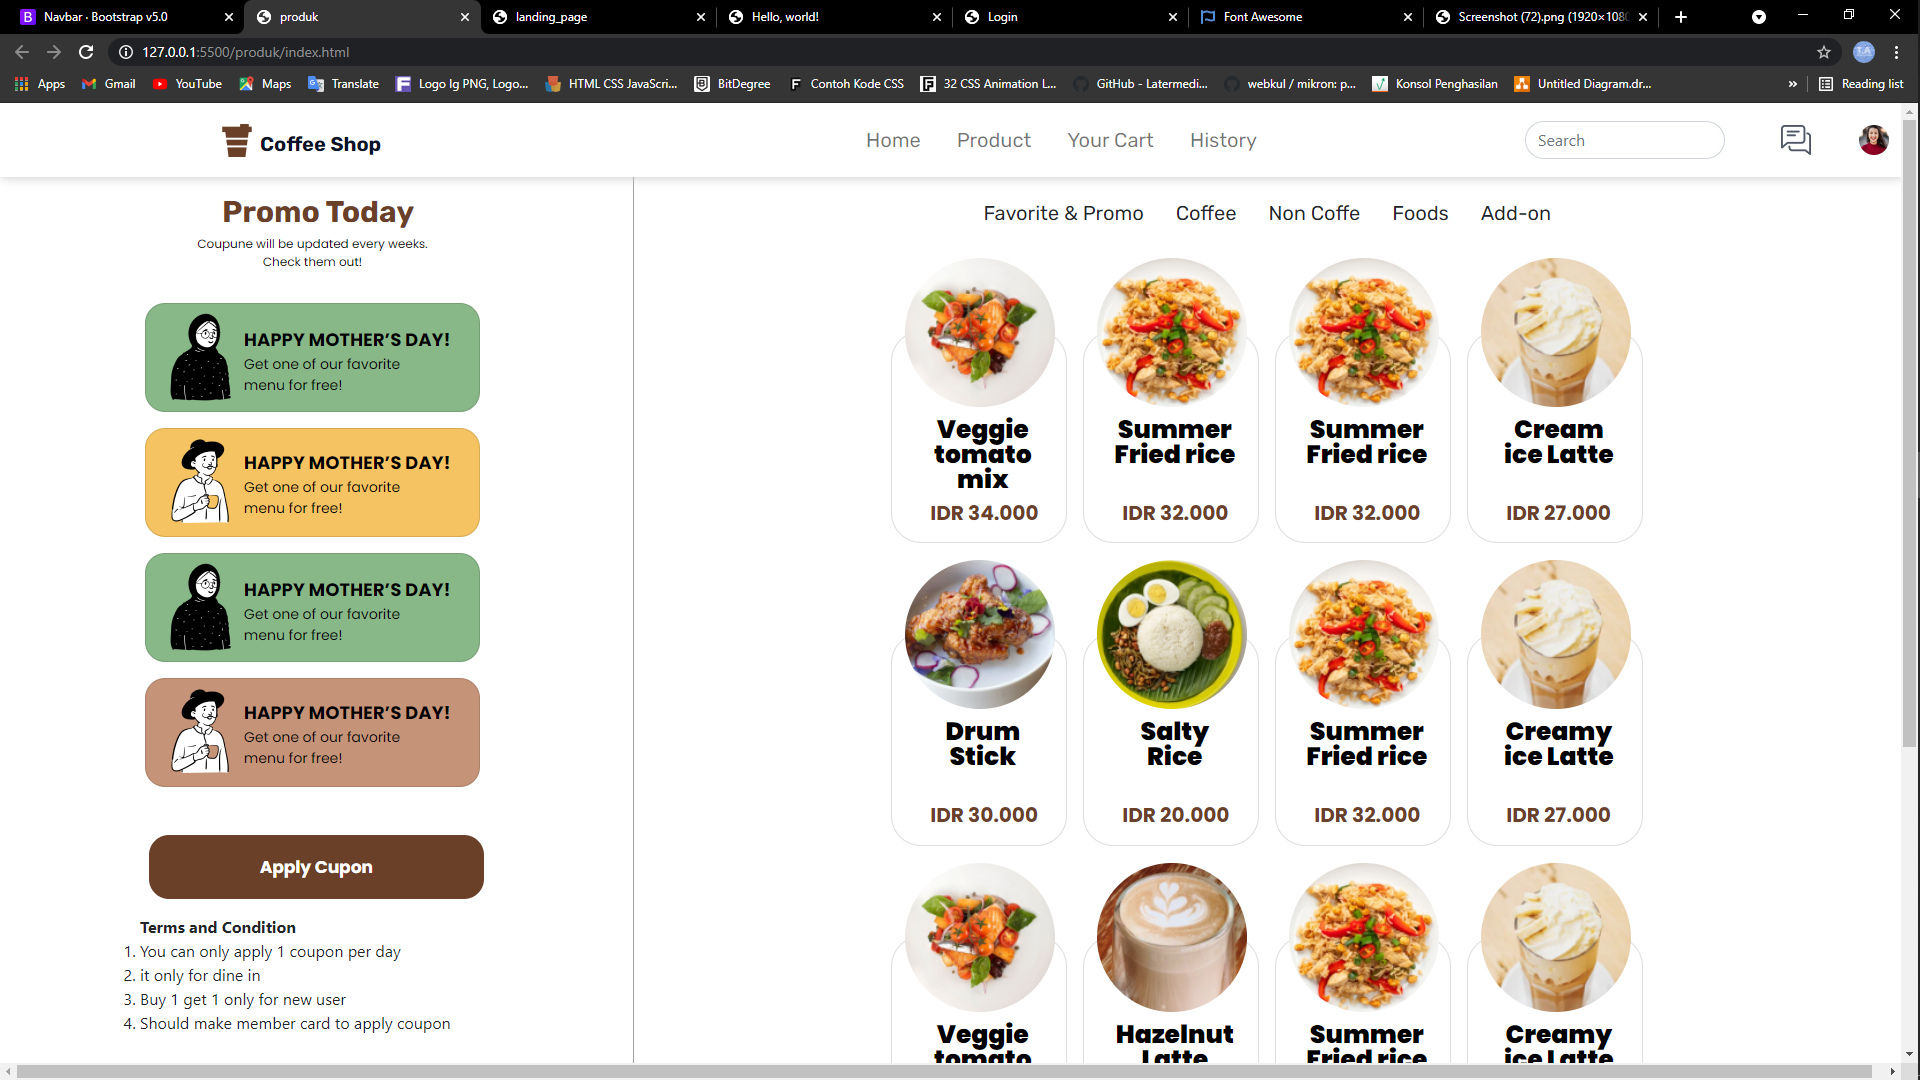 Navbar · Bootstrap v5.0
produk
landing_page
Hello, world!
Login
Font Awesome
Screenshot (72).png (1920×108
127.0.0.1:5500/produk/index.html
Apps
Gmail
YouTube
Maps
Translate
Logo Ig PNG, Logo...
HTML CSS JavaScri...
BitDegree
Contoh Kode CSS
32 CSS Animation L...
GitHub - Latermedi...
webkul / mikron: p...
Konsol Penghasilan
Untitled Diagram.dr...
Reading list
Coffee Shop
Home
Product
Your Cart
History
Search
Promo Today
Coupune will be updated every weeks.
Check them out!
HAPPY MOTHER'S DAY!
Get one of our favorite
menu for free!
HAPPY MOTHER'S DAY!
Get one of our favorite
menu for free!
HAPPY MOTHER'S DAY!
Get one of our favorite
menu for free!
HAPPY MOTHER'S DAY!
Get one of our favorite
menu for free!
Apply Cupon
Terms and Condition
1. You can only apply 1 coupon per day
2. it only for dine in
3. Buy 1 get 1 only for new user
4. Should make member card to apply coupon
Favorite & Promo
Coffee
Non Coffe
Foods
Add-on
Veggie
tomato
mix
IDR 34.000
Summer
Fried rice
IDR 32.000
Summer
Fried rice
IDR 32.000
Cream
ice Latte
IDR 27.000
Drum
Stick
IDR 30.000
Salty
Rice
IDR 20.000
Summer
Fried rice
IDR 32.000
Creamy
ice Latte
IDR 27.000
Veggie
tomato
Hazelnut
Latte
Summer
Fried rice
Creamy
ice Latte